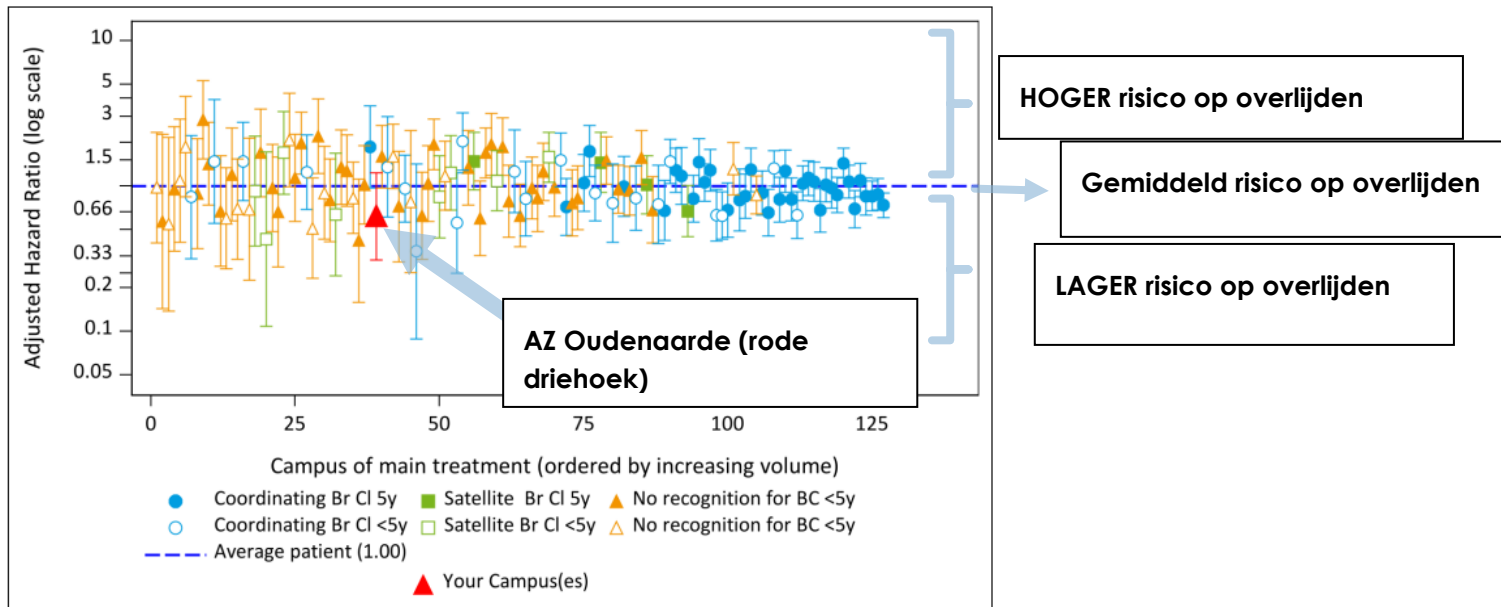 Adjusted Hazard Ratio (log scale)
10
5
3
1.5
0.66
0.33
0.2
0.1
0.05
0
25
50
75
100
125
Campus of main treatment (ordered by increasing volume)
Coordinating Br Cl 5y
Satellite Br Cl 5y
No recognition for BC <5y
Coordinating Br Cl <5y
Satellite Br Cl <5y
No recognition for BC <5y
Average patient (1.00)
Your Campus(es)
AZ Oudenaarde (rode
driehoek)
HOGER risico op overlijden
Gemiddeld risico op overlijden
LAGER risico op overlijden